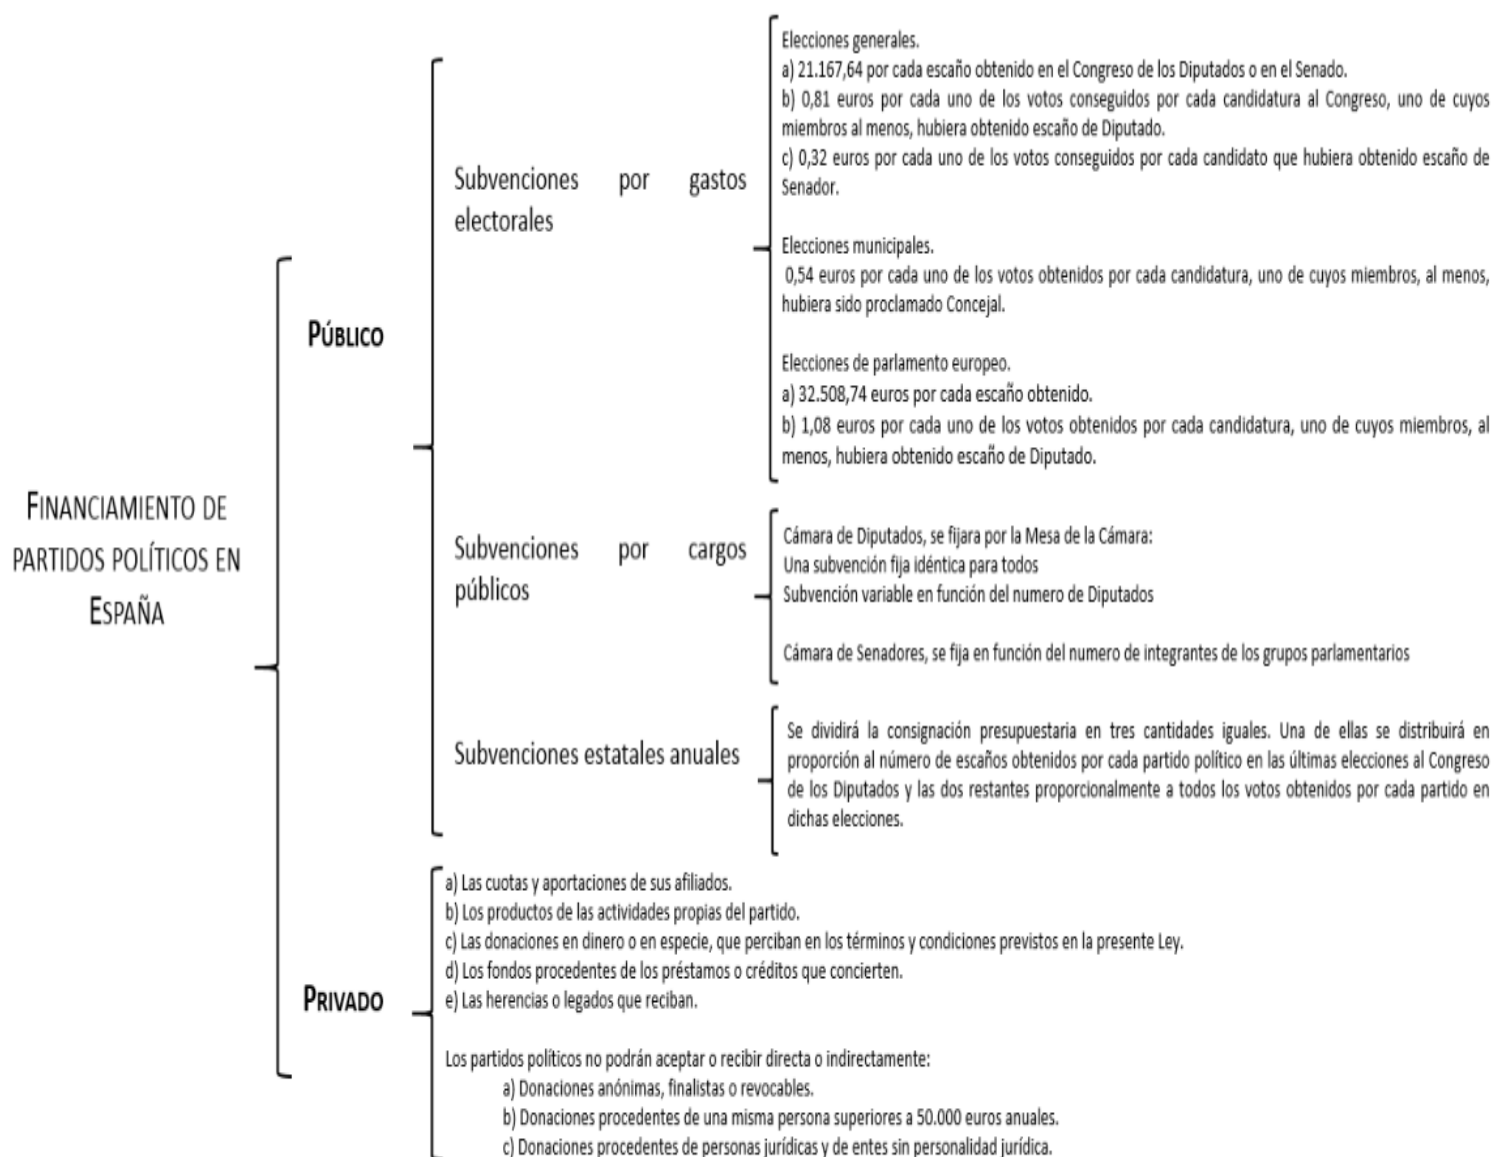 FINANCIAMIENTO DE
PARTIDOS POLÍTICOS EN
ESPAÑA
PÚBLICO
Subvenciones por gastos
electorales
Elecciones generales.
a) 21.167,64 por cada escaño obtenido en el Congreso de los Diputados o en el Senado.
b) 0,81 euros por cada uno de los votos conseguidos por cada candidatura al Congreso, uno de cuyos
miembros al menos, hubiera obtenido escaño de Diputado.
c) 0,32 euros por cada uno de los votos conseguidos por cada candidato que hubiera obtenido escaño de
Senador.
Elecciones municipales.
0,54 euros por cada uno de los votos obtenidos por cada candidatura, uno de cuyos miembros, al menos,
hubiera sido proclamado Concejal.
Elecciones de parlamento europeo.
a) 32.508,74 euros por cada escaño obtenido.
b) 1,08 euros por cada uno de los votos obtenidos por cada candidatura, uno de cuyos miembros, al
menos, hubiera obtenido escaño de Diputado.
Subvenciones por cargos
públicos
Cámara de Diputados, se fijara por la Mesa de la Cámara:
Una subvención fija idéntica para todos
Subvención variable en función del numero de Diputados
Cámara de Senadores, se fija en función del numero de integrantes de los grupos parlamentarios
Subvenciones estatales anuales
Se dividirá la consignación presupuestaria en tres cantidades iguales. Una de ellas se distribuirá en
proporción al número de escaños obtenidos por cada partido político en las últimas elecciones al Congreso
de los Diputados y las dos restantes proporcionalmente a todos los votos obtenidos por cada partido en
dichas elecciones.
PRIVADO
a) Las cuotas y aportaciones de sus afiliados.
b) Los productos de las actividades propias del partido.
c) Las donaciones en dinero o en especie, que perciban en los términos y condiciones previstos en la presente Ley.
d) Los fondos procedentes de los préstamos o créditos que concierten.
e) Las herencias o legados que reciban.
Los partidos políticos no podrán aceptar o recibir directa o indirectamente:
a) Donaciones anónimas, finalistas o revocables.
b) Donaciones procedentes de una misma persona superiores a 50.000 euros anuales.
c) Donaciones procedentes de personas jurídicas y de entes sin personalidad jurídica.